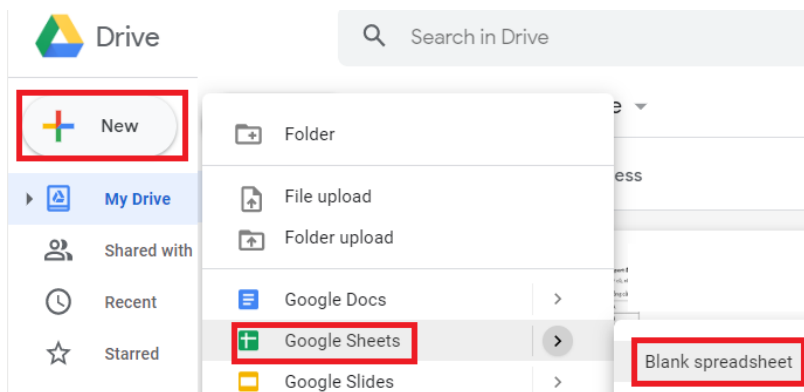 Drive
Search in Drive
New
Folder
ess
My Drive
File upload
Shared with
Folder upload
Recent
Google Docs
Starred
Google Sheets
Blank spreadsheet
Google Slides